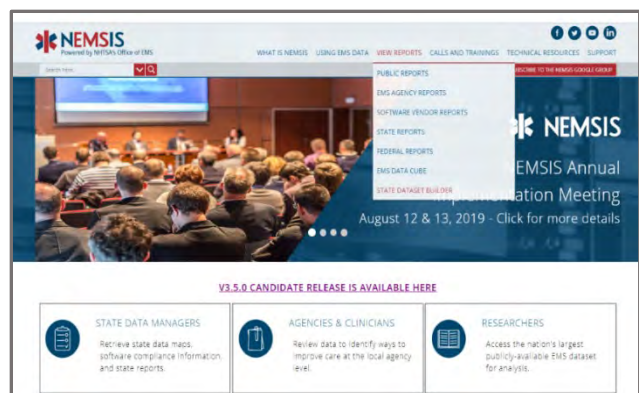 NEMSIS
Powered by NHTSA's Office of EMS
WHAT IS NEMSIS USING EMS DATA VIEW REPORTS CALLS AND TRAININGS TECHNICAL RESOURCES SUPPORT
Search here
SUBSCRIBE TO THE NEMSIS GOOGLE GROUP
PUBLIC REPORTS
EMS AGENCY REPORTS
SOFTWARE VENDOR REPORTS
STATE REPORTS
FEDERAL REPORTS
EMS DATA CUBE
STATE DATASET BUILDER
NEMSIS
NEMSIS Annual
Implementation Meeting
August 12 & 13, 2019 - Click for more details
V3.5.0 CANDIDATE RELEASE IS AVAILABLE HERE
STATE DATA MANAGERS
Retrieve state data maps,
software compliance information,
and state reports.
AGENCIES & CLINICIANS
Review data to identify ways to
improve care at the local agency
level.
RESEARCHERS
Access the nation's largest
publicly-available EMS dataset
for analysis.